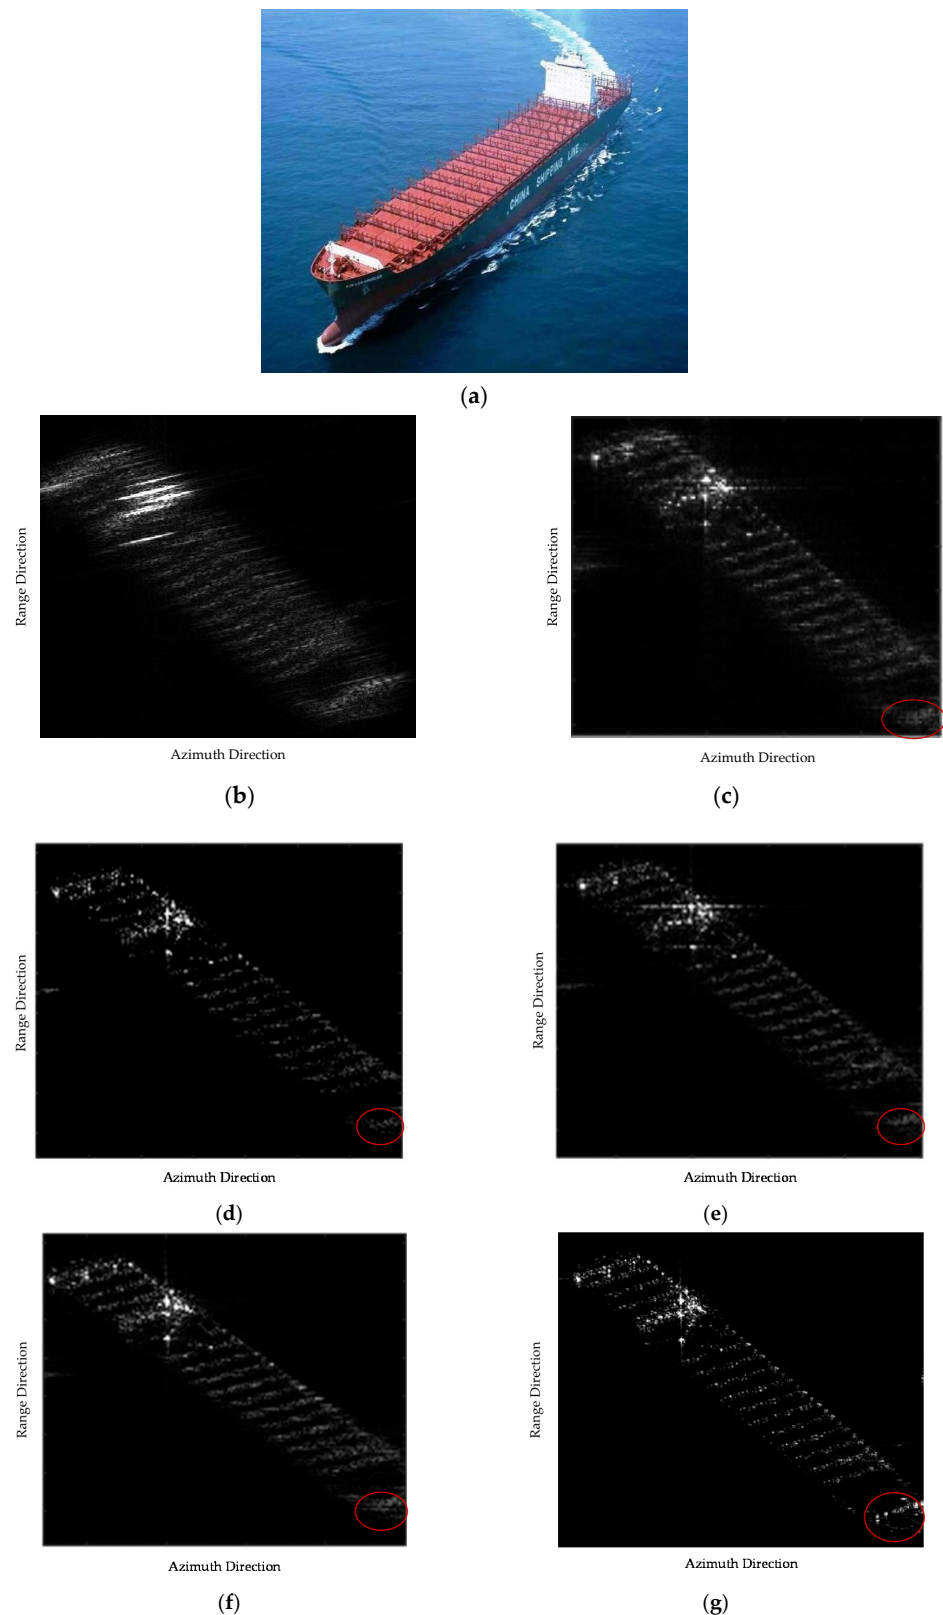 CHINA SHIPPING LINE
(a)
Range Direction
Azimuth Direction
(b)
Range Direction
Azimuth Direction
(c)
Range Direction
Azimuth Direction
(d)
Range Direction
Azimuth Direction
(e)
Range Direction
Azimuth Direction
(f)
Range Direction
Azimuth Direction
(g)